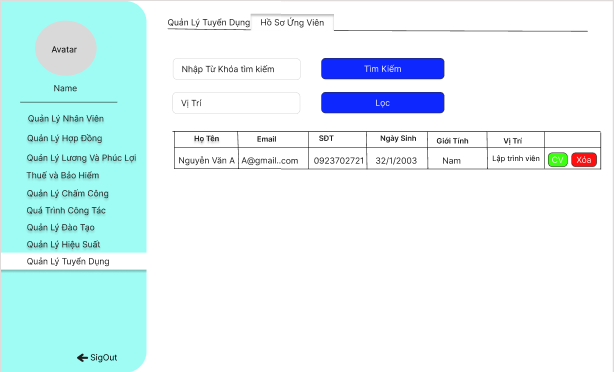 Avatar
Name
Quản Lý Nhân Viên
Quản Lý Hợp Đồng
Quản Lý Lương Và Phúc Lợi
Thuế và Bảo Hiểm
Quản Lý Chấm Công
Quá Trình Công Tác
Quản Lý Đào Tạo
Quản Lý Hiệu Suất
Quản Lý Tuyển Dụng
SigOut
Quản Lý Tuyển Dụng Hồ Sơ Ứng Viên
Nhập Từ Khóa tìm kiếm Tìm Kiếm
Vị Trí Lọc
Họ Tên Email SĐT Ngày Sinh Giới Tính Vị Trí
Nguyễn Văn A A@gmail..com 0923702721 32/1/2003 Nam Lập trình viên CV Xóa